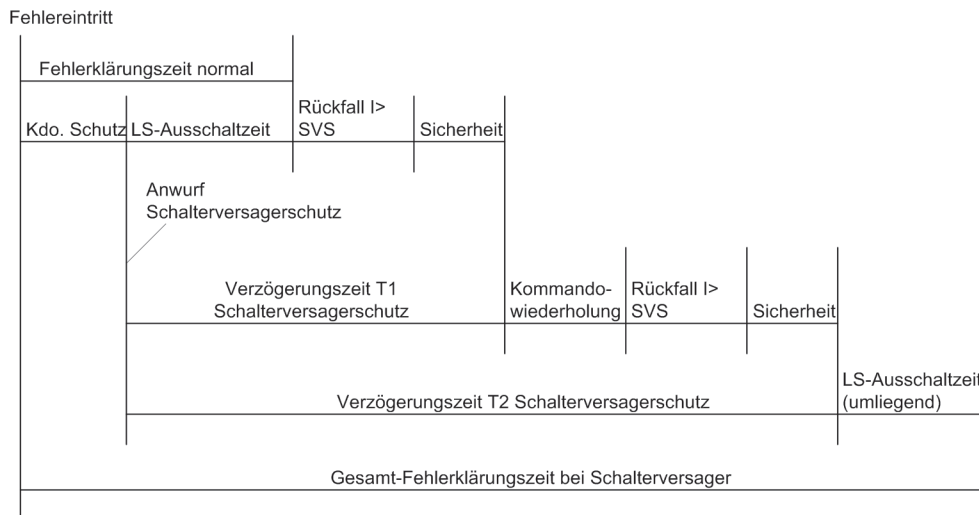 Fehlereintritt
Fehlerklärungszeit normal
Kdo. Schutz
LS-Ausschaltzeit
Rückfall I>
SVS
Sicherheit
Anwurf
Schalterversagerschutz
Verzögerungszeit T1
Schalterversagerschutz
Kommando-
wiederholung
Rückfall I>
SVS
Sicherheit
LS-Ausschaltzeit
(umliegend)
Verzögerungszeit T2 Schalterversagerschutz
Gesamt-Fehlerklärungszeit bei Schalterversager